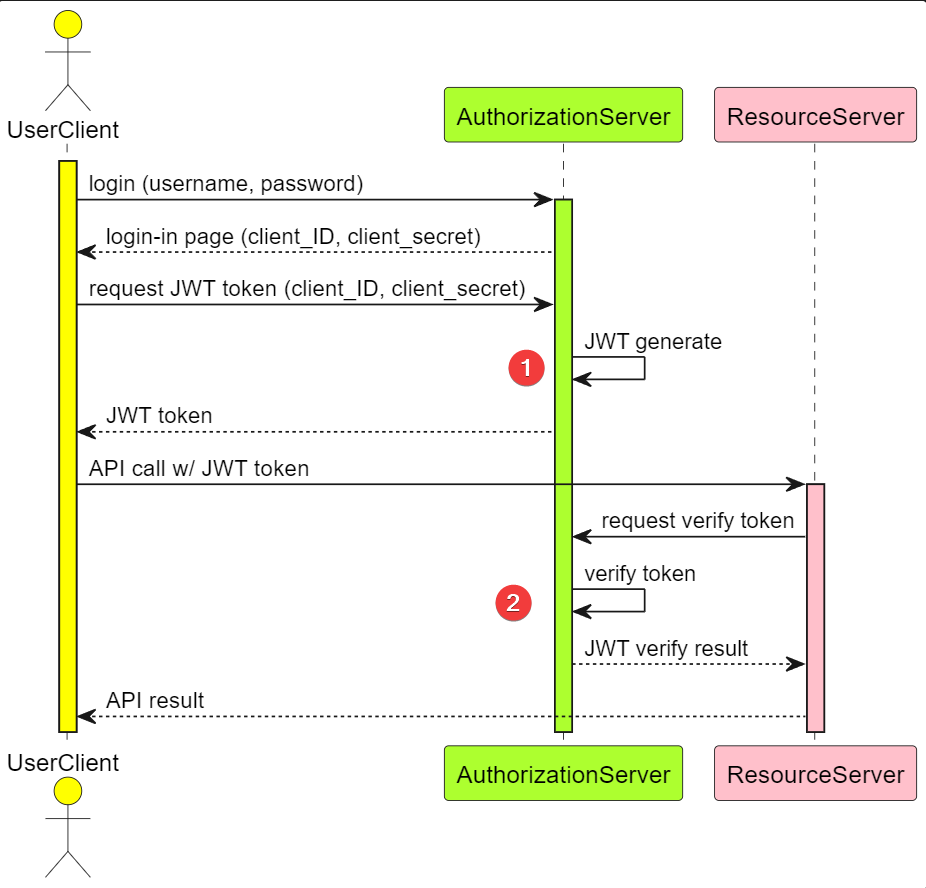 UserClient
AuthorizationServer
ResourceServer
login (username, password)
login-in page (client_ID, client_secret)
request JWT token (client_ID, client_secret)
JWT generate
1
JWT token
API call w/ JWT token
request verify token
verify token
2
JWT verify result
API result
UserClient
AuthorizationServer
ResourceServer